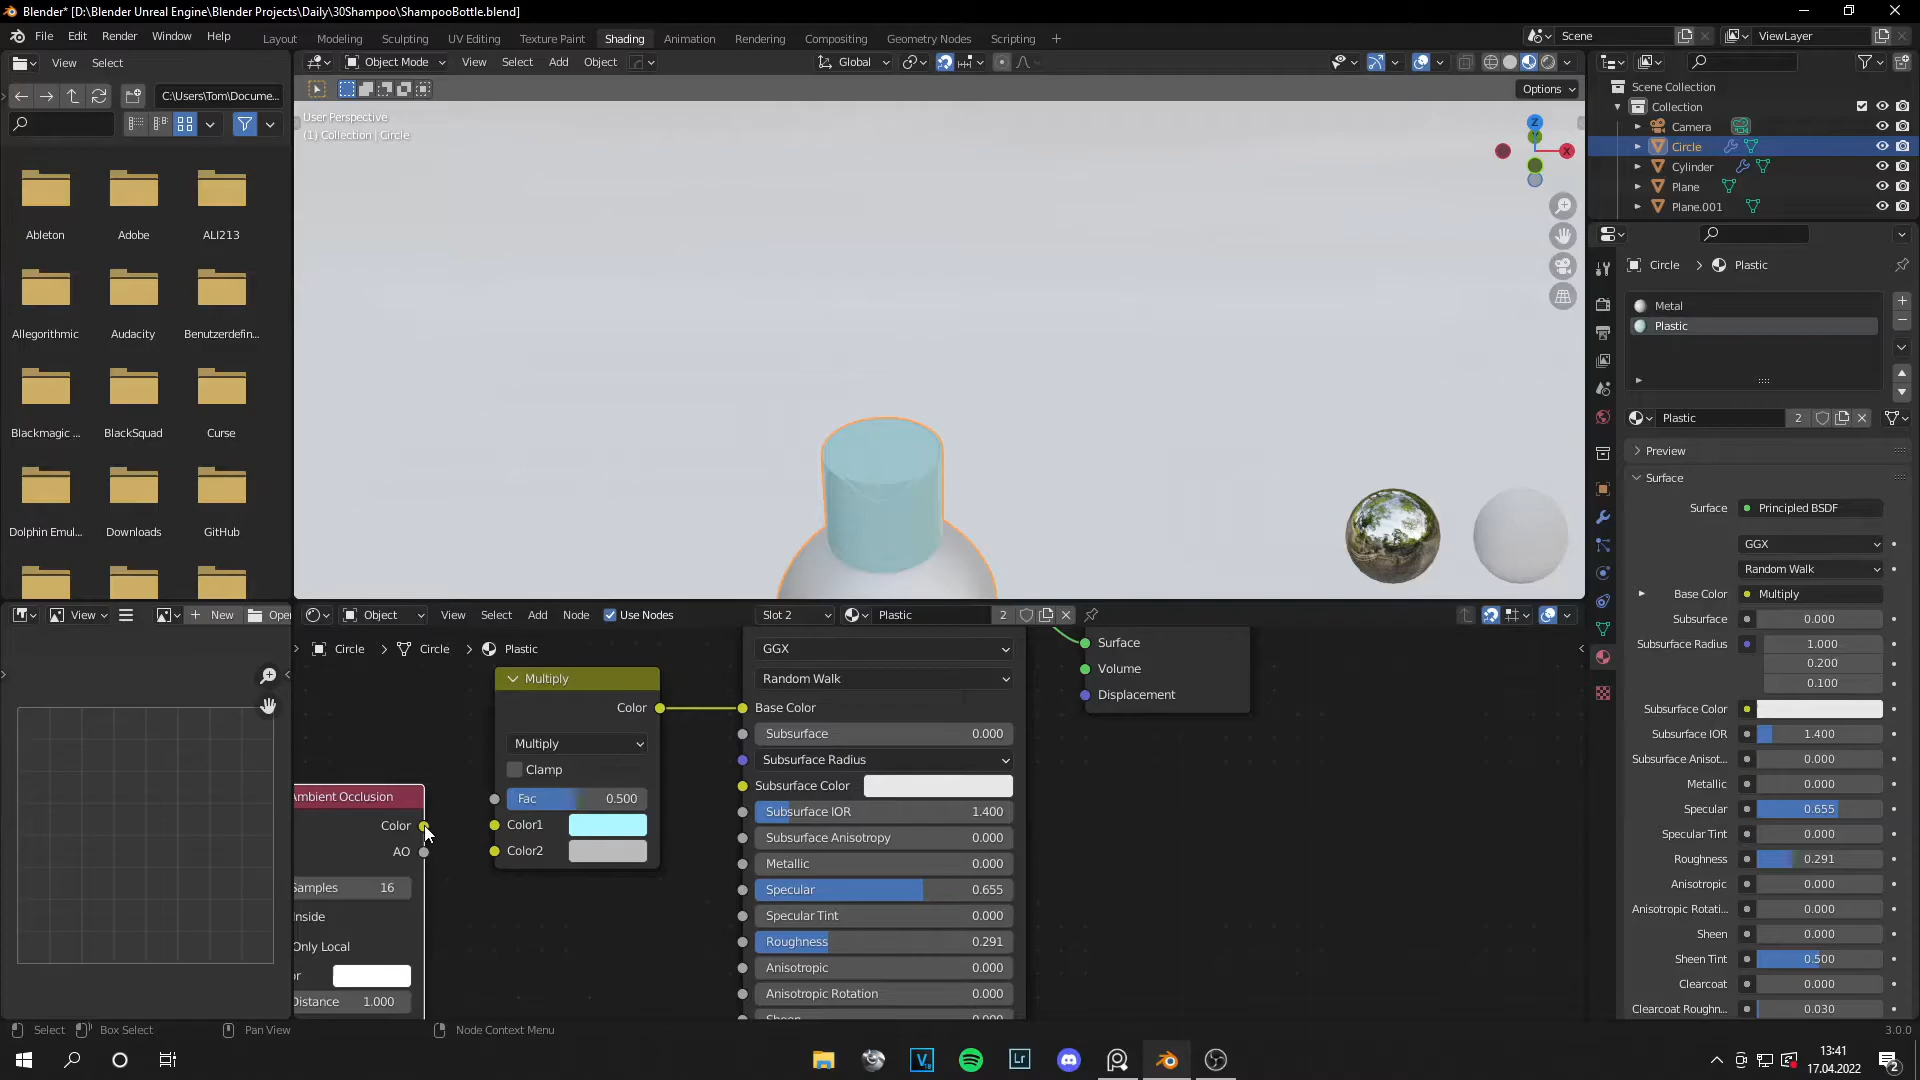 Blender* [D:\Blender Unreal Engine\Blender Projects\Daily\30Shampoo\ShampooBottle.blend]
File Edit Render Window Help
Layout Modeling Sculpting UV Editing Texture Paint Shading Animation Rendering Compositing Geometry Nodes Scripting +
Scene
ViewLayer
View Select
Object Mode View Select Add Object
Global
C:\Users\Tom\Docume...
Options
User Perspective
(1) Collection | Circle
Z
X
Scene Collection
Collection
Camera
Circle
Cylinder
Plane
Plane.001
Ableton Adobe ALI213
Allegorithmic Audacity Benutzerdefin...
Blackmagic ... BlackSquad Curse
Dolphin Emul... Downloads GitHub
Circle > Plastic
Metal
Plastic
Plastic 2
Preview
Surface
Surface Principled BSDF
GGX
Random Walk
Base Color Multiply
Subsurface 0.000
Subsurface Radius 1.000
0.200
0.100
Subsurface Color
Subsurface IOR 1.400
Subsurface Anisot... 0.000
Metallic 0.000
Specular 0.655
Specular Tint 0.000
Roughness 0.291
Anisotropic 0.000
Anisotropic Rotati... 0.000
Sheen 0.000
Sheen Tint 0.500
Clearcoat 0.000
Clearcoat Roughn... 0.030
View + New Open
Object View Select Add Node Use Nodes
Slot 2 Plastic 2
Circle > Circle > Plastic
Multiply
Color
Multiply
Clamp
Fac 0.500
Color1
Color2
Ambient Occlusion
Color
AO
Samples 16
Inside
Only Local
Distance 1.000
GGX
Random Walk
Base Color
Subsurface 0.000
Subsurface Radius
Subsurface Color
Subsurface IOR 1.400
Subsurface Anisotropy 0.000
Metallic 0.000
Specular 0.655
Specular Tint 0.000
Roughness 0.291
Anisotropic 0.000
Anisotropic Rotation 0.000
Surface
Volume
Displacement
Select Box Select Pan View Node Context Menu
3.0.0
13:41
17.04.2022
2